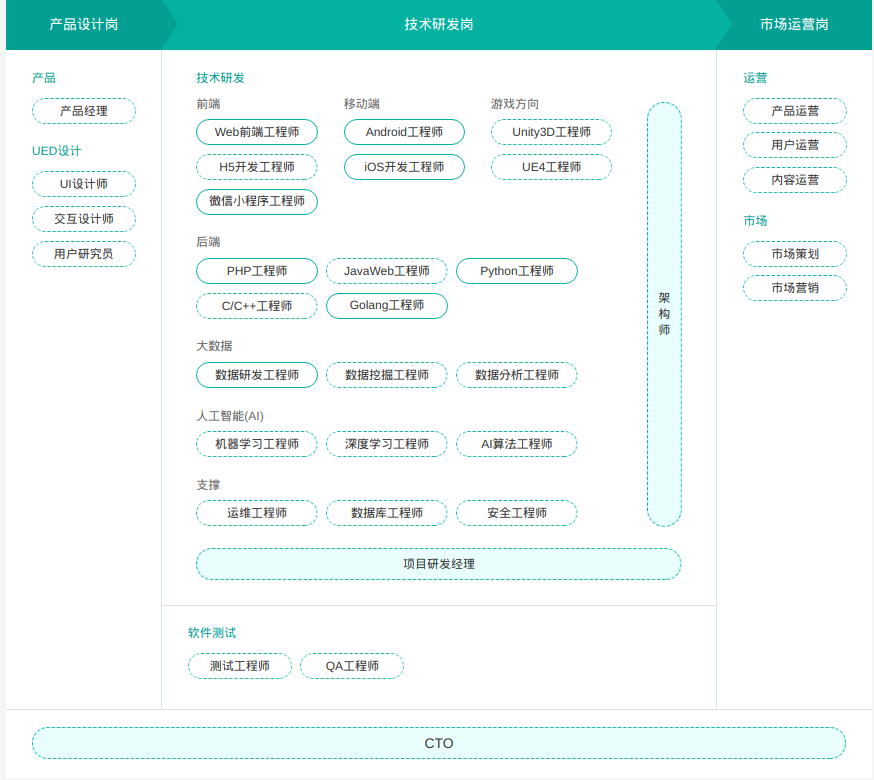 产品设计岗
技术研发岗
市场运营岗
产品
产品经理
UED设计
UI设计师
交互设计师
用户研究员
技术研发
前端
移动端
游戏方向
Web前端工程师
Android工程师
Unity3D工程师
H5开发工程师
iOS开发工程师
UE4工程师
微信小程序工程师
后端
PHP工程师
JavaWeb工程师
Python工程师
C/C++工程师
Golang工程师
大数据
数据研发工程师
数据挖掘工程师
数据分析工程师
人工智能(AI)
机器学习工程师
深度学习工程师
AI算法工程师
支撑
运维工程师
数据库工程师
安全工程师
架
构
师
项目研发经理
软件测试
测试工程师
QA工程师
运营
产品运营
用户运营
内容运营
市场
市场策划
市场营销
CTO